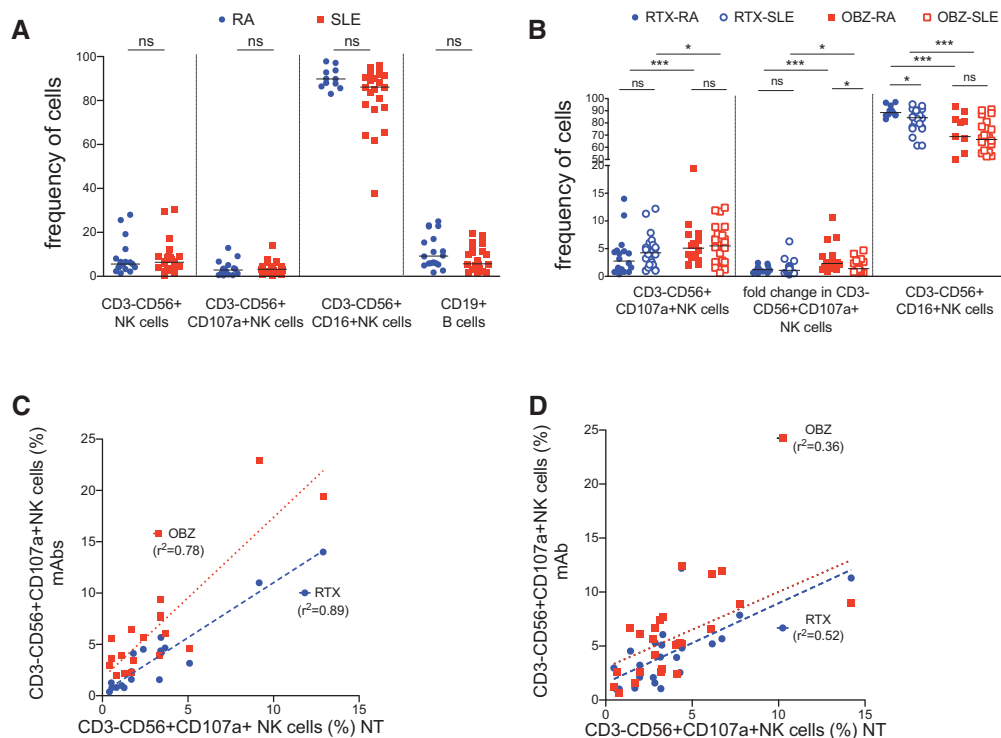 A
RA SLE
ns ns ns ns
frequency of cells
100
80
60
40
20
0
CD3-CD56+
NK cells
CD3-CD56+
CD107a+NK cells
CD3-CD56+
CD16+NK cells
CD19+
B cells
B
RTX-RA RTX-SLE OBZ-RA OBZ-SLE
* * ***
*** *** ***
ns ns ns * * ns
frequency of cells
100
90
80
70
60
50
20
15
10
5
0
CD3-CD56+
CD107a+NK cells
fold change in CD3-
CD56+CD107a+
NK cells
CD3-CD56+
CD16+NK cells
C
CD3-CD56+CD107a+NK cells (%)
mAbs
25
20
15
10
5
0
OBZ
(r²=0.78)
RTX
(r²=0.89)
0 5 10 15
CD3-CD56+CD107a+ NK cells (%) NT
D
CD3-CD56+CD107a+NK cells (%)
mAb
25
20
15
10
5
0
OBZ
(r²=0.36)
RTX
(r²=0.52)
0 5 10 15
CD3-CD56+CD107a+NK cells (%) NT